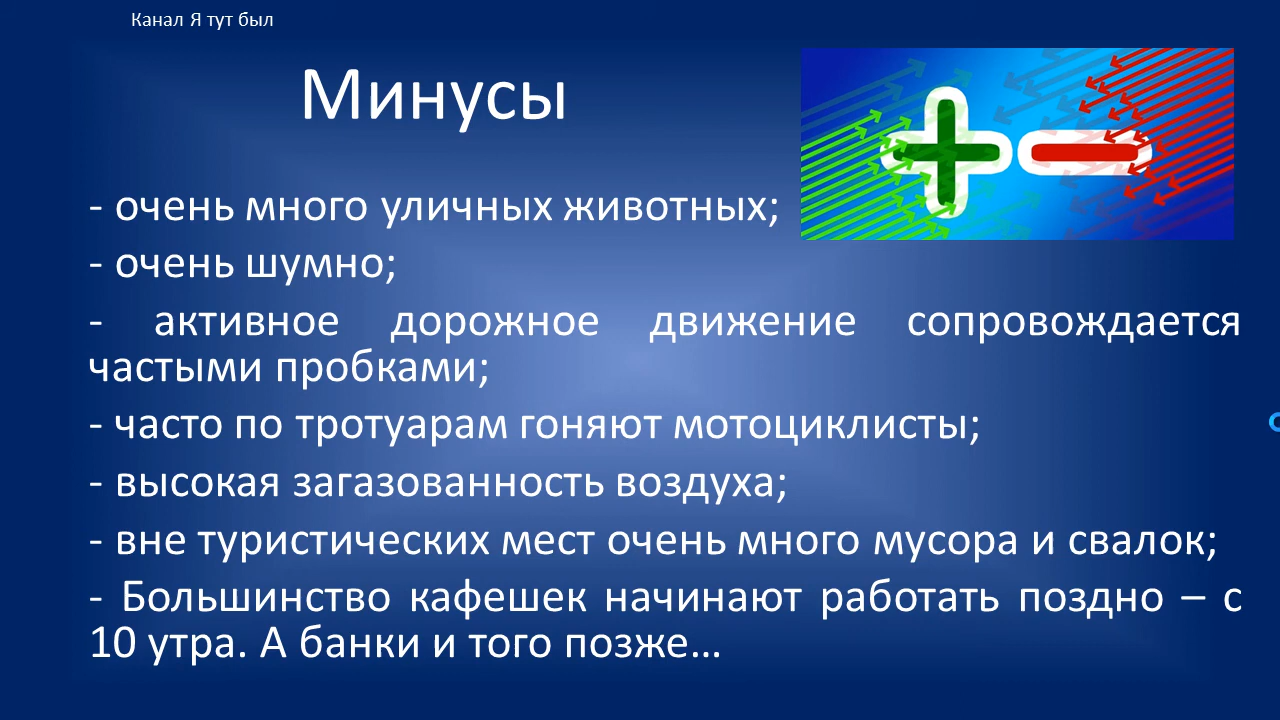 Канал Я тут был
Минусы
- очень много уличных животных;
- очень шумно;
- активное дорожное движение сопровождается
частыми пробками;
- часто по тротуарам гоняют мотоциклисты;
- высокая загазованность воздуха;
- вне туристических мест очень много мусора и свалок;
- Большинство кафешек начинают работать поздно – с
10 утра. А банки и того позже…